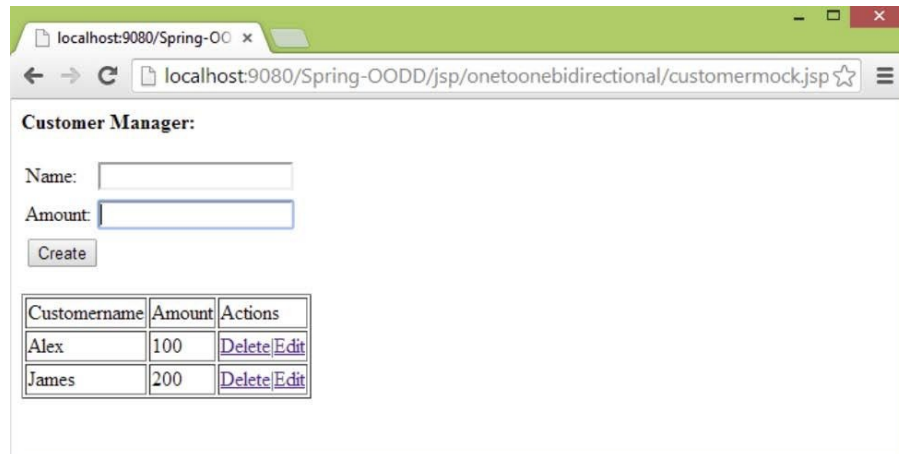 localhost:9080/Spring-OO
localhost:9080/Spring-OODD/jsp/onetoonebidirectional/customermock.jsp
Customer Manager:
Name:
Amount:
Create
Customername Amount Actions
Alex 100 Delete|Edit
James 200 Delete|Edit